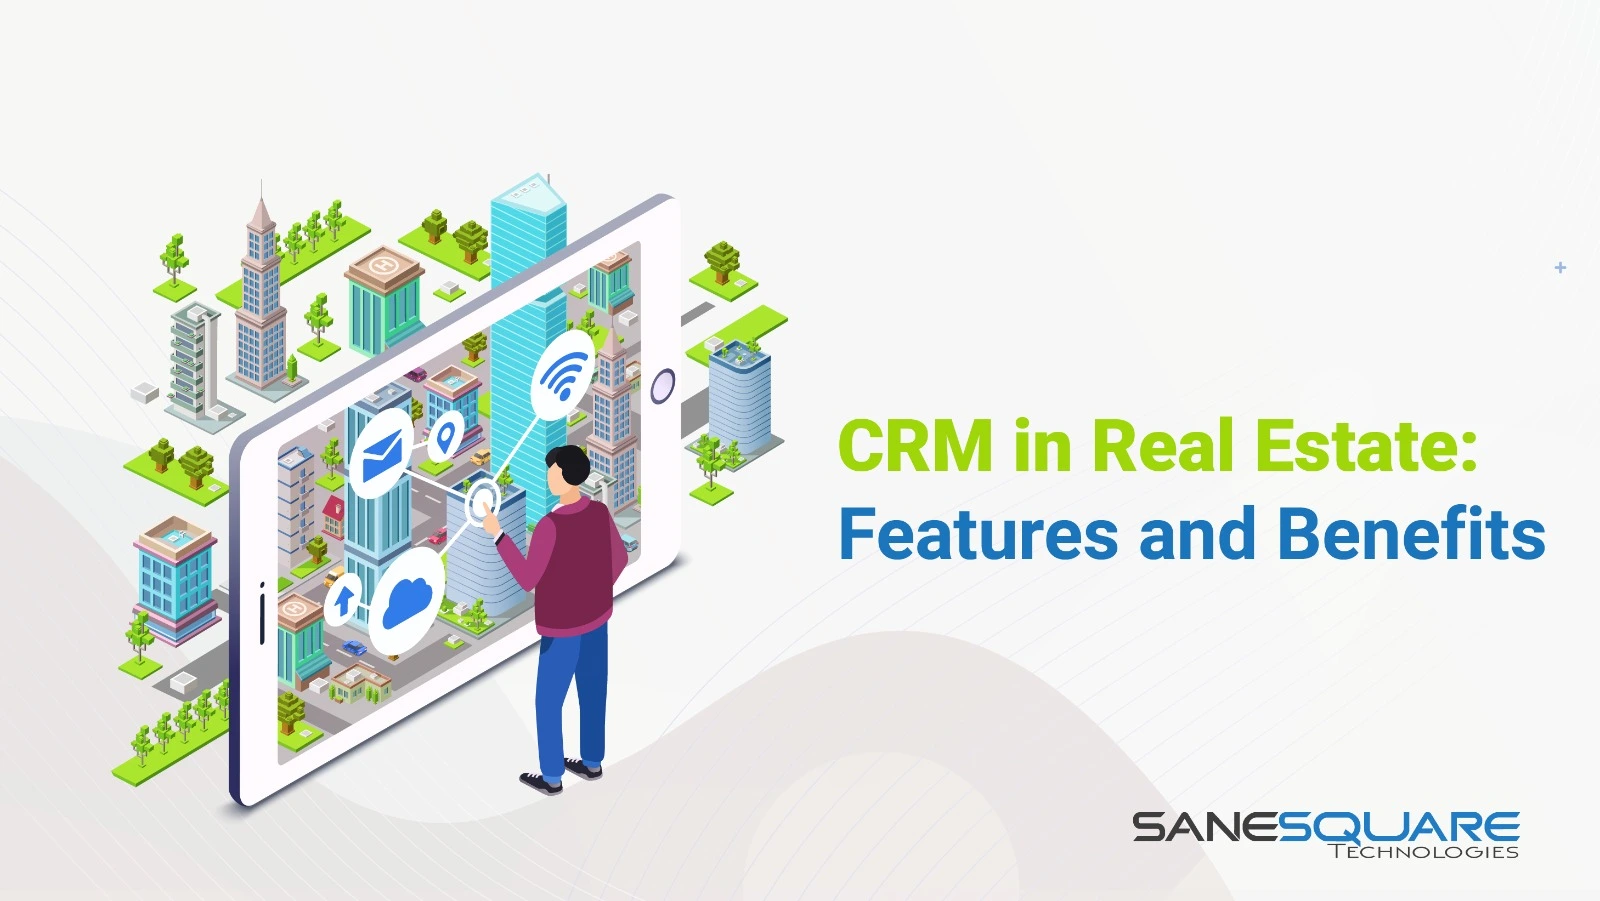 CRM in Real Estate:
Features and Benefits
SANESQUARE
TECHNOLOGIES
H
H